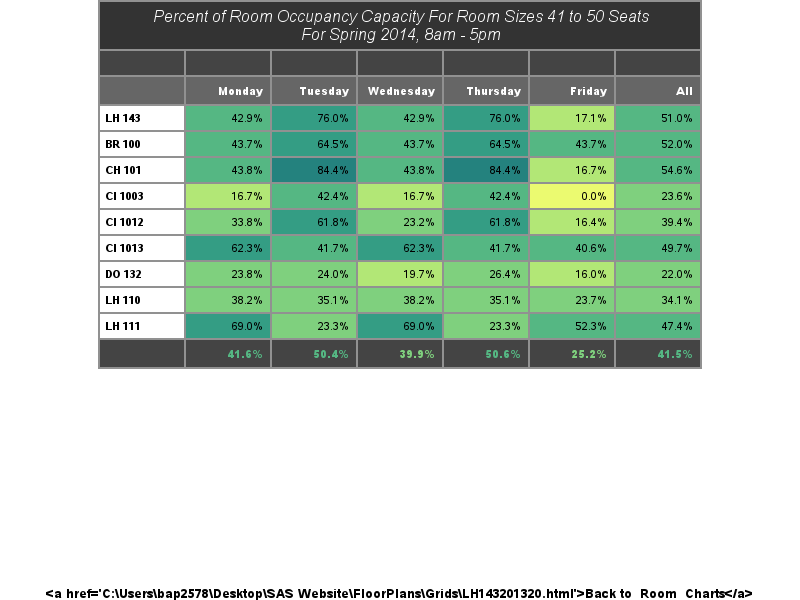 Percent of Room Occupancy Capacity For Room Sizes 41 to 50 Seats
For Spring 2014, 8am - 5pm
Monday Tuesday Wednesday Thursday Friday All
LH 143 42.9% 76.0% 42.9% 76.0% 17.1% 51.0%
BR 100 43.7% 64.5% 43.7% 64.5% 43.7% 52.0%
CH 101 43.8% 84.4% 43.8% 84.4% 16.7% 54.6%
CI 1003 16.7% 42.4% 16.7% 42.4% 0.0% 23.6%
CI 1012 33.8% 61.8% 23.2% 61.8% 16.4% 39.4%
CI 1013 62.3% 41.7% 62.3% 41.7% 40.6% 49.7%
DO 132 23.8% 24.0% 19.7% 26.4% 16.0% 22.0%
LH 110 38.2% 35.1% 38.2% 35.1% 23.7% 34.1%
LH 111 69.0% 23.3% 69.0% 23.3% 52.3% 47.4%
41.6% 50.4% 39.9% 50.6% 25.2% 41.5%
<a href='C:\Users\bap2578\Desktop\SAS Website\FloorPlans\Grids\LH143201320.html'>Back to Room Charts</a>